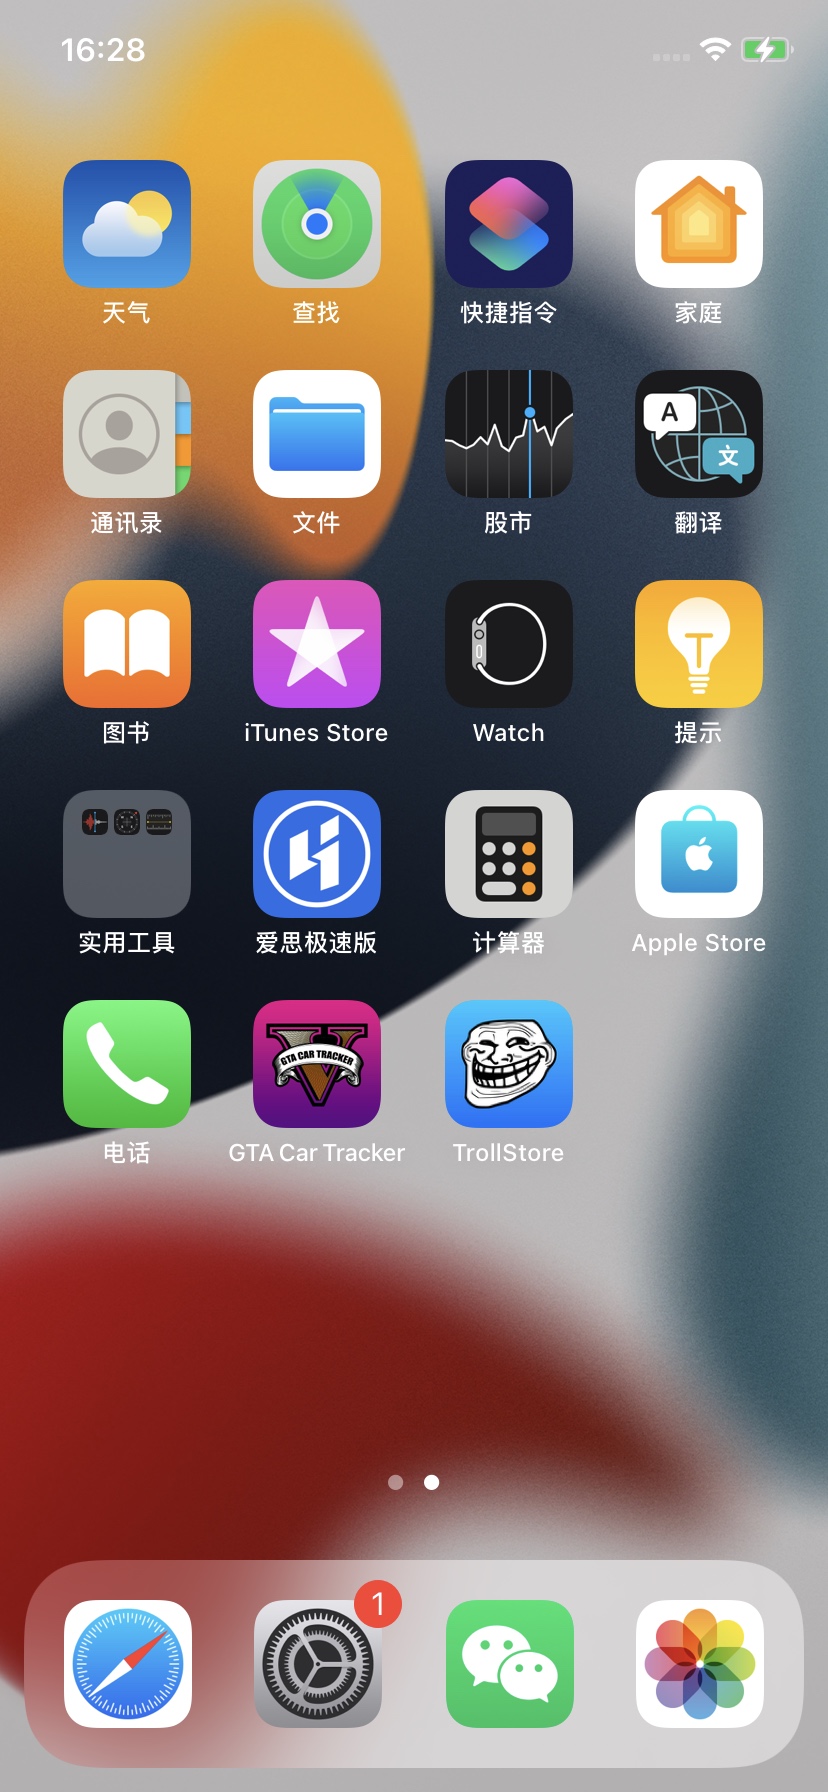 16:28
天气
查找
快捷指令
家庭
通讯录
文件
股市
A
文
翻译
图书
iTunes Store
Watch
提示
实用工具
爱思极速版
计算器
Apple Store
GTA CAR TRACKER
电话
GTA Car Tracker
TrollStore
1